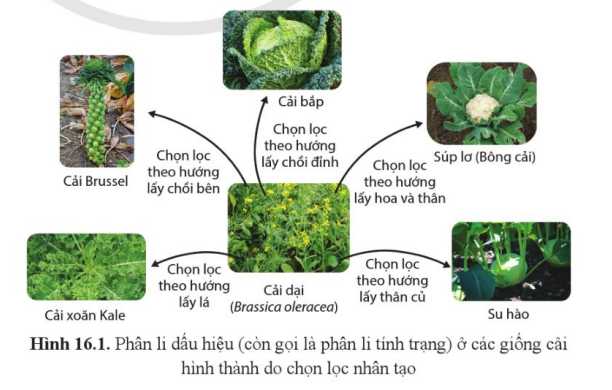 Cải bắp
Cải Brussel
Chọn lọc
theo hướng
lấy chồi bên
Chọn lọc
theo hướng
lấy chồi đỉnh
Chọn lọc
theo hướng
lấy hoa và thân
Súp lơ (Bông cải)
Cải xoăn Kale
Chọn lọc
theo hướng
lấy lá
Cải dại
(Brassica oleracea)
Chọn lọc
theo hướng
lấy thân củ
Su hào
Hình 16.1. Phân li dấu hiệu (còn gọi là phân li tính trạng) ở các giống cải
hình thành do chọn lọc nhân tạo